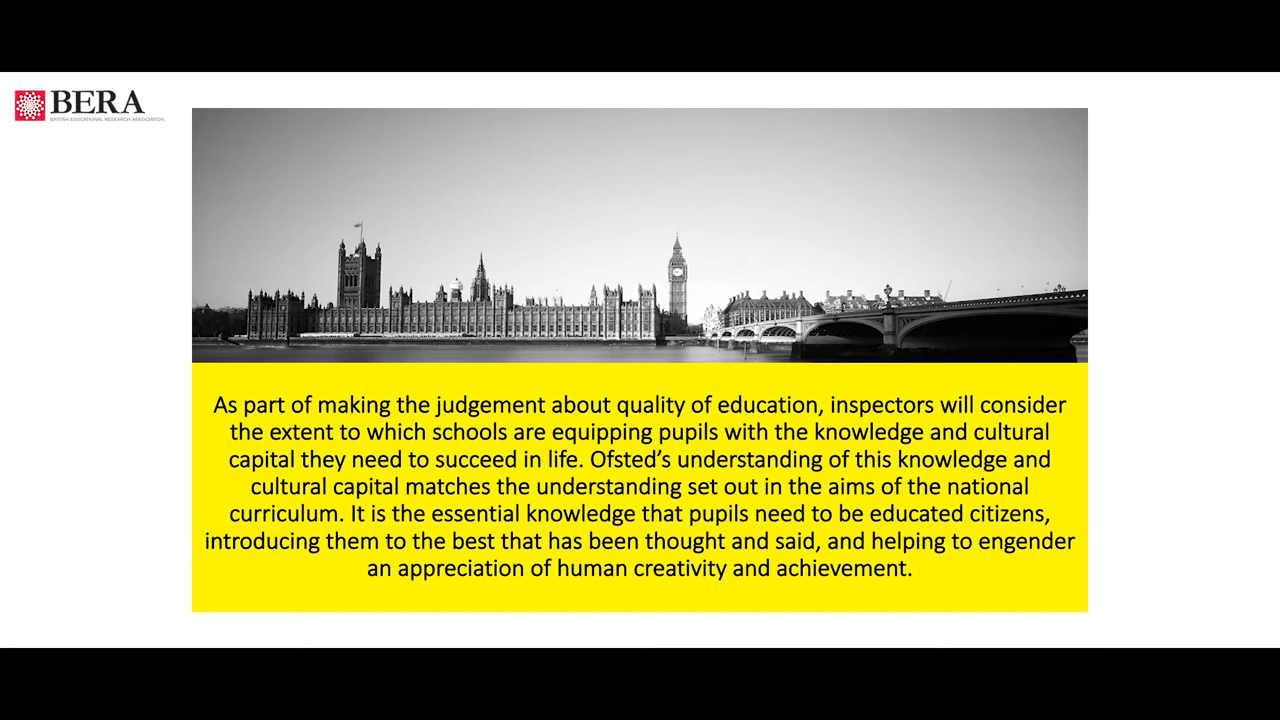 BERA
BRITISH EDUCATIONAL RESEARCH ASSOCIATION
As part of making the judgement about quality of education, inspectors will consider
the extent to which schools are equipping pupils with the knowledge and cultural
capital they need to succeed in life. Ofsted’s understanding of this knowledge and
cultural capital matches the understanding set out in the aims of the national
curriculum. It is the essential knowledge that pupils need to be educated citizens,
introducing them to the best that has been thought and said, and helping to engender
an appreciation of human creativity and achievement.